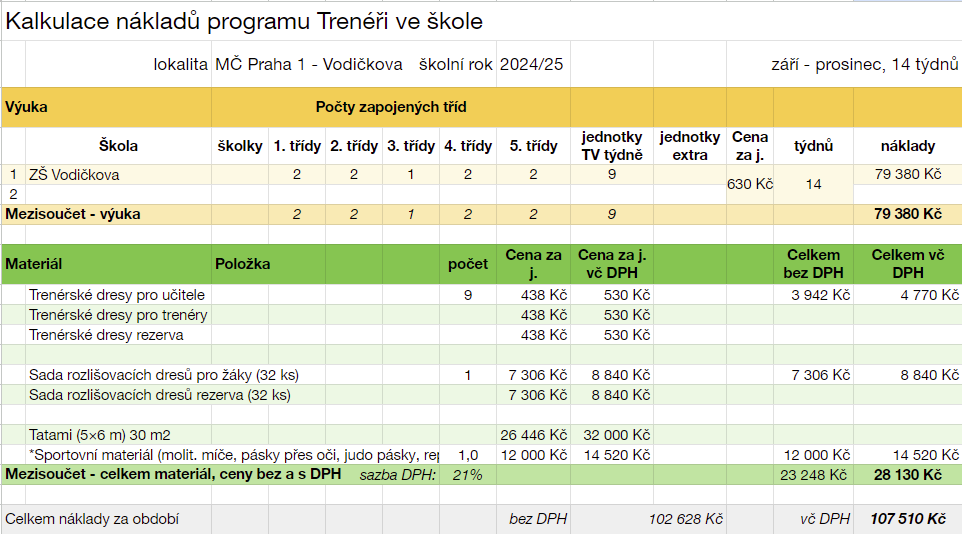 Kalkulace nákladů programu Trenéři ve škole
lokalita MČ Praha 1 - Vodičkova školní rok 2024/25 září - prosinec, 14 týdnů
Výuka Počty zapojených tříd
Škola školky 1. třídy 2. třídy 3. třídy 4. třídy 5. třídy jednotky TV týdně jednotky extra Cena za j. týdnů náklady
1 ZŠ Vodičkova 2 2 1 2 2 9 630 Kč 14 79 380 Kč
2
Mezisoučet - výuka 2 2 1 2 2 9 79 380 Kč
Materiál Položka počet Cena za j. Cena za j. vč DPH Celkem bez DPH Celkem vč DPH
Trenérské dresy pro učitele 9 438 Kč 530 Kč 3 942 Kč 4 770 Kč
Trenérské dresy pro trenéry 438 Kč 530 Kč
Trenérské dresy rezerva 438 Kč 530 Kč
Sada rozlišovacích dresů pro žáky (32 ks) 1 7 306 Kč 8 840 Kč 7 306 Kč 8 840 Kč
Sada rozlišovacích dresů rezerva (32 ks) 7 306 Kč 8 840 Kč
Tatami (5×6 m) 30 m2 26 446 Kč 32 000 Kč
*Sportovní materiál (molit. míče, pásky přes oči, judo pásky, rep 1,0 12 000 Kč 14 520 Kč 12 000 Kč 14 520 Kč
Mezisoučet - celkem materiál, ceny bez a s DPH sazba DPH: 21% 23 248 Kč 28 130 Kč
Celkem náklady za období bez DPH 102 628 Kč vč DPH 107 510 Kč